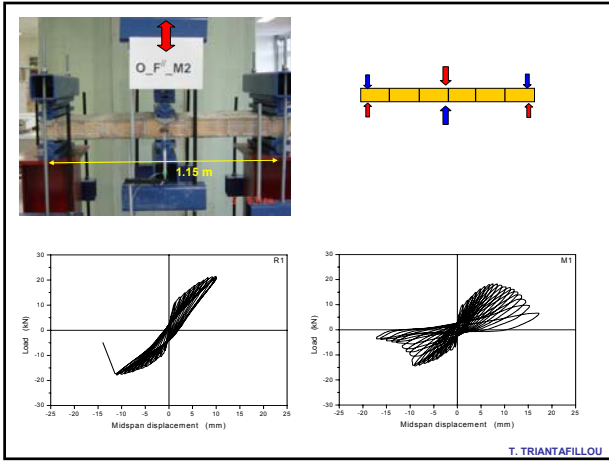 O_F//_M2
1.15 m
R1
30
20
10
0
-10
-20
-30
-25 -20 -15 -10 -5 0 5 10 15 20 25
Load (kN)
Midspan displacement (mm)
M1
30
20
10
0
-10
-20
-30
-25 -20 -15 -10 -5 0 5 10 15 20 25
Load (kN)
Midspan displacement (mm)
T. TRIANTAFILLOU